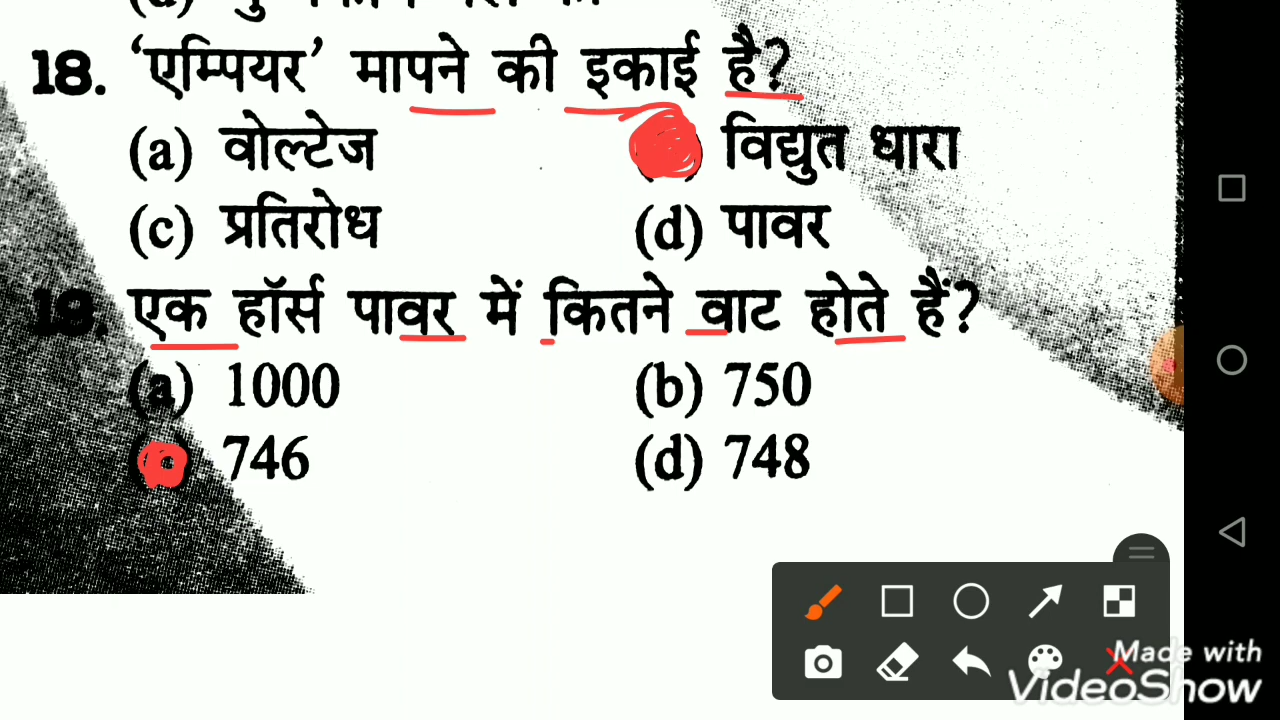 18. 'एम्पियर' मापने की इकाई है?
(a) वोल्टेज विद्युत धारा
(c) प्रतिरोध (d) पावर
19. एक हॉर्स पावर में कितने वाट होते हैं?
(a) 1000 (b) 750
746 (d) 748
Made with
VideoShow